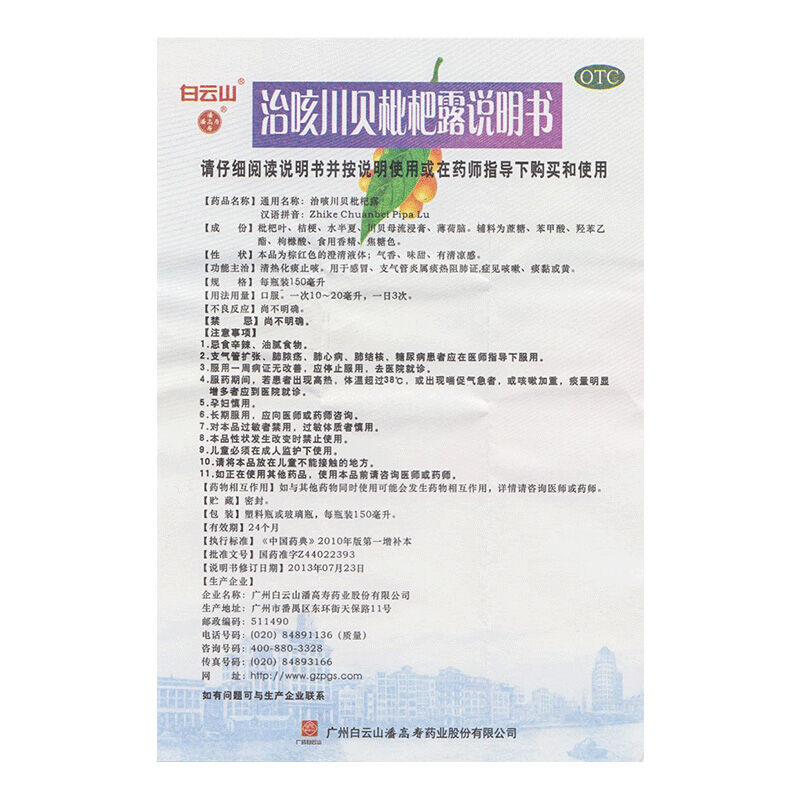 白云山®
OTC
潘高寿
®
治咳川贝枇杷露说明书
请仔细阅读说明书并按说明使用或在药师指导下购买和使用
【药品名称】通用名称：治咳川贝枇杷露
汉语拼音：Zhike Chuanbei Pipa Lu
【成　份】枇杷叶、桔梗、水半夏、川贝母流浸膏、薄荷脑。辅料为蔗糖、苯甲酸、羟苯乙
酯、枸橼酸、食用香精、焦糖色。
【性　状】本品为棕红色的澄清液体；气香、味甜、有清凉感。
【功能主治】清热化痰止咳。用于感冒、支气管炎属痰热阻肺证,症见咳嗽、痰黏或黄。
【规　格】每瓶装150毫升
【用法用量】口服。一次10～20毫升，一日3次。
【不良反应】尚不明确。
【禁　忌】尚不明确。
【注意事项】
1.忌食辛辣、油腻食物。
2.支气管扩张、肺脓疡、肺心病、肺结核、糖尿病患者应在医师指导下服用。
3.服用一周病证无改善，应停止服用，去医院就诊。
4.服药期间，若患者出现高热，体温超过38℃，或出现喘促气急者，或咳嗽加重，痰量明显
增多者应到医院就诊。
5.孕妇慎用。
6.长期服用，应向医师或药师咨询。
7.对本品过敏者禁用，过敏体质者慎用。
8.本品性状发生改变时禁止使用。
9.儿童必须在成人监护下使用。
10.请将本品放在儿童不能接触的地方。
11.如正在使用其他药品，使用本品前请咨询医师或药师。
【药物相互作用】如与其他药物同时使用可能会发生药物相互作用，详情请咨询医师或药师。
【贮　藏】密封。
【包　装】塑料瓶或玻璃瓶，每瓶装150毫升。
【有效期】24个月
【执行标准】《中国药典》2010年版第一增补本
【批准文号】国药准字Z44022393
【说明书修订日期】2013年07月23日
【生产企业】
企业名称：广州白云山潘高寿药业股份有限公司
生产地址：广州市番禺区东环街天保路11号
邮政编码：511490
电话号码：(020) 84891136 (质量)
咨询号码：400-880-3328
传真号码：(020) 84893166
网　址：http://www.gzpgs.com
如有问题可与生产企业联系
广药白云山
广州白云山潘高寿药业股份有限公司